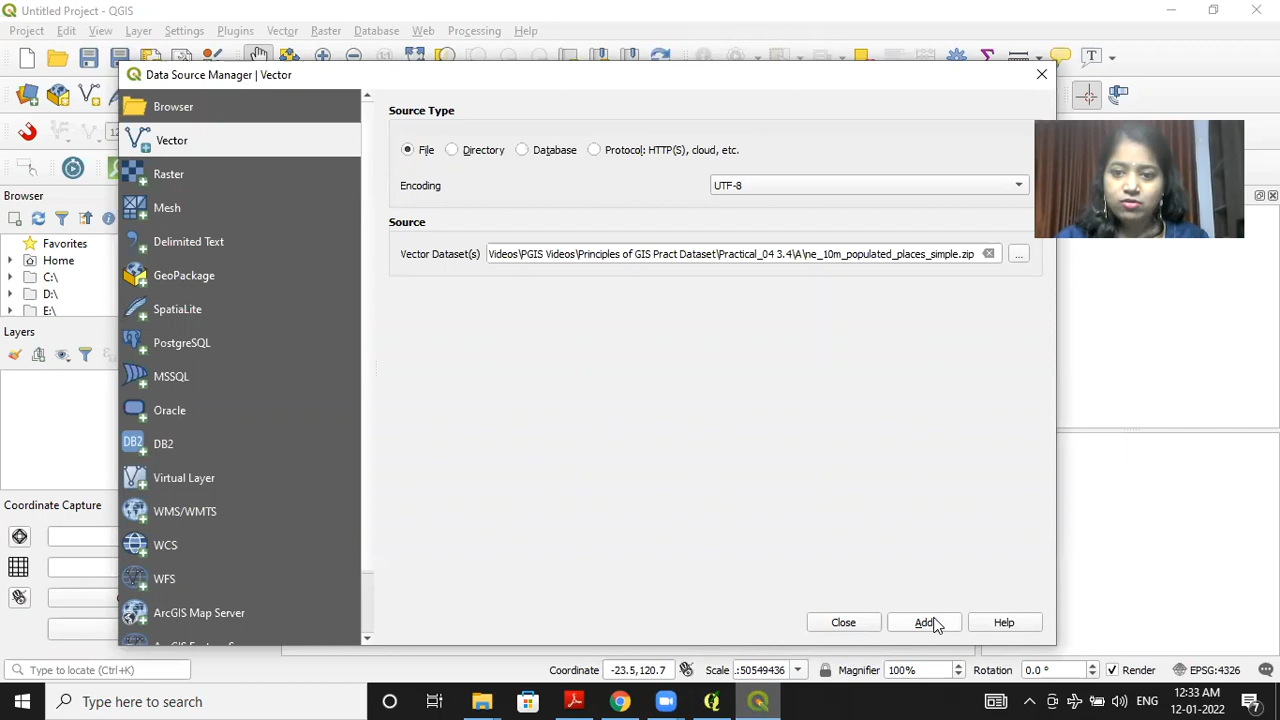 Untitled Project - QGIS
Project Edit View Layer Settings Plugins Vector Raster Database Web Processing Help
Data Source Manager | Vector
Browser
Vector
Raster
Mesh
Delimited Text
GeoPackage
SpatiaLite
PostgreSQL
MSSQL
Oracle
DB2
DB2
Virtual Layer
WMS/WMTS
WCS
WFS
ArcGIS Map Server
Source Type
File Directory Database Protocol: HTTP(S), cloud, etc.
Encoding UTF-8
Source
Vector Dataset(s) Videos\PGIS Videos\Principles of GIS Pract Dataset\Practical_04 3.4\A\ne_10m_populated_places_simple.zip ...
Close Add Help
Browser
Favorites
Home
C:\
D:\
E:\
Layers
Coordinate Capture
Type to locate (Ctrl+K) Coordinate -23.5,120.7 Scale :50549436 Magnifier 100% Rotation 0.0 ° Render EPSG:4326
Type here to search
ENG
12:33 AM
12-01-2022
7